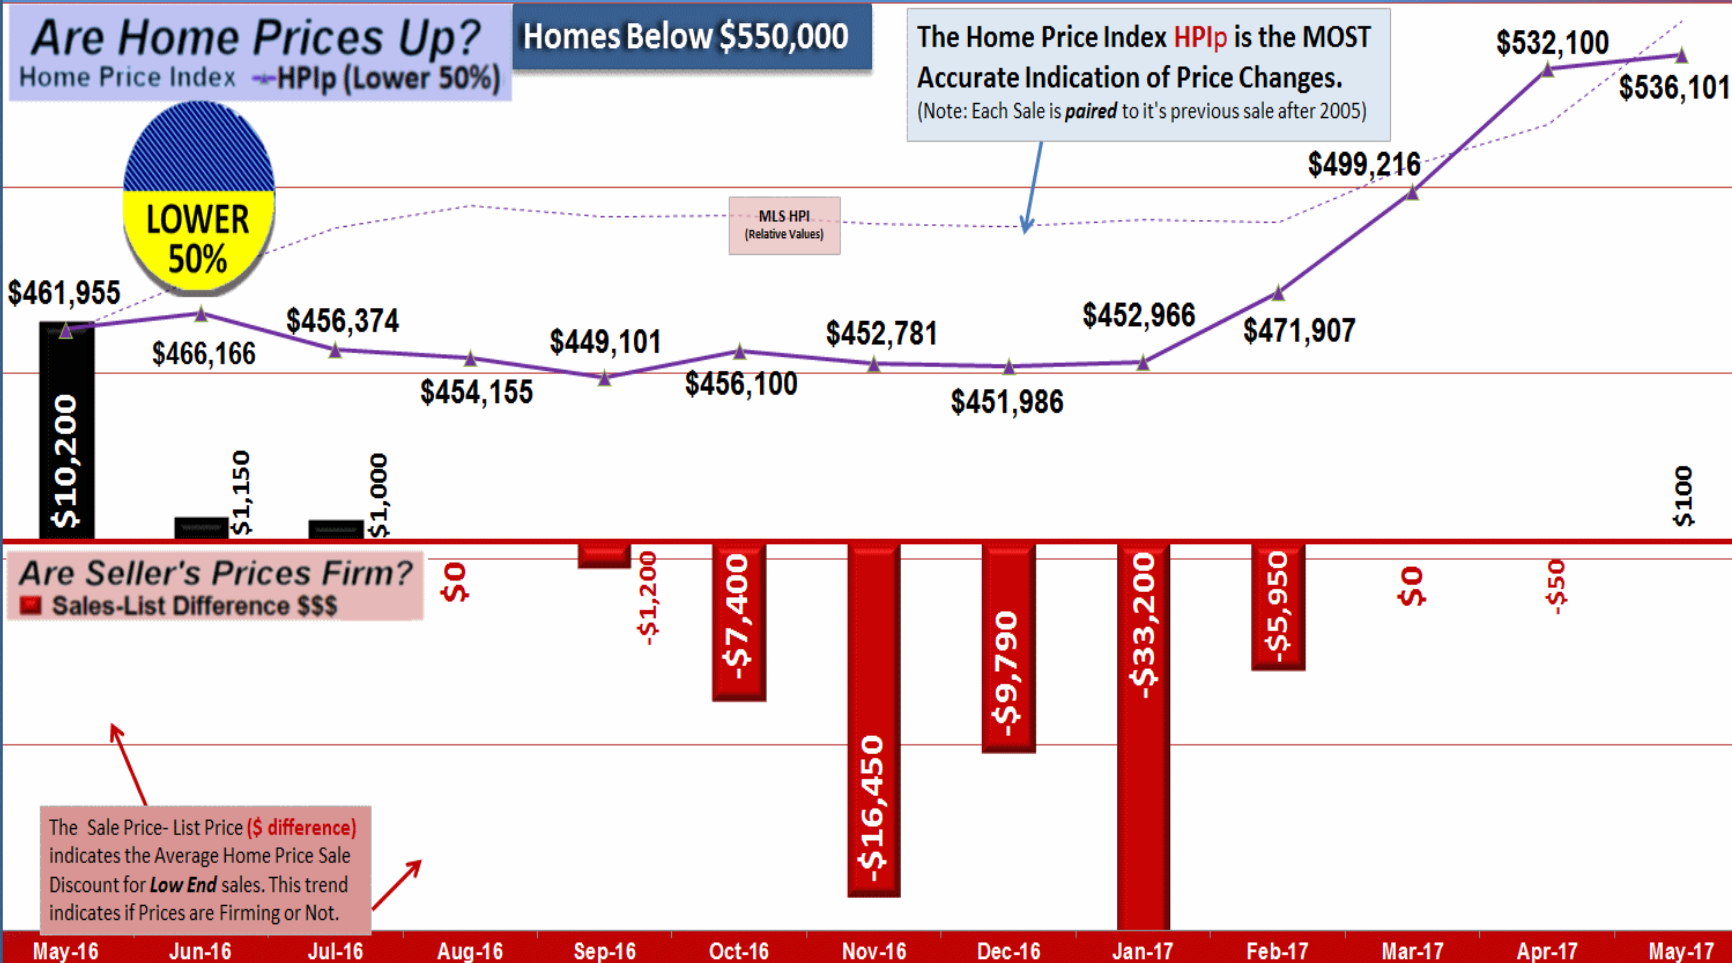 Are Home Prices Up?
Home Price Index HPIp (Lower 50%)
Homes Below $550,000
The Home Price Index HPIp is the MOST
Accurate Indication of Price Changes.
(Note: Each Sale is paired to it's previous sale after 2005)
LOWER
50%
MLS HPI
(Relative Values)
$461,955
$466,166
$456,374
$454,155
$449,101
$456,100
$452,781
$451,986
$452,966
$471,907
$499,216
$532,100
$536,101
$10,200
$1,150
$1,000
$0
-$1,200
-$7,400
-$16,450
-$9,790
-$33,200
-$5,950
$0
-$50
$100
Are Seller's Prices Firm?
Sales-List Difference $$$
The Sale Price- List Price ($ difference)
indicates the Average Home Price Sale
Discount for Low End sales. This trend
indicates if Prices are Firming or Not.
May-16 Jun-16 Jul-16 Aug-16 Sep-16 Oct-16 Nov-16 Dec-16 Jan-17 Feb-17 Mar-17 Apr-17 May-17